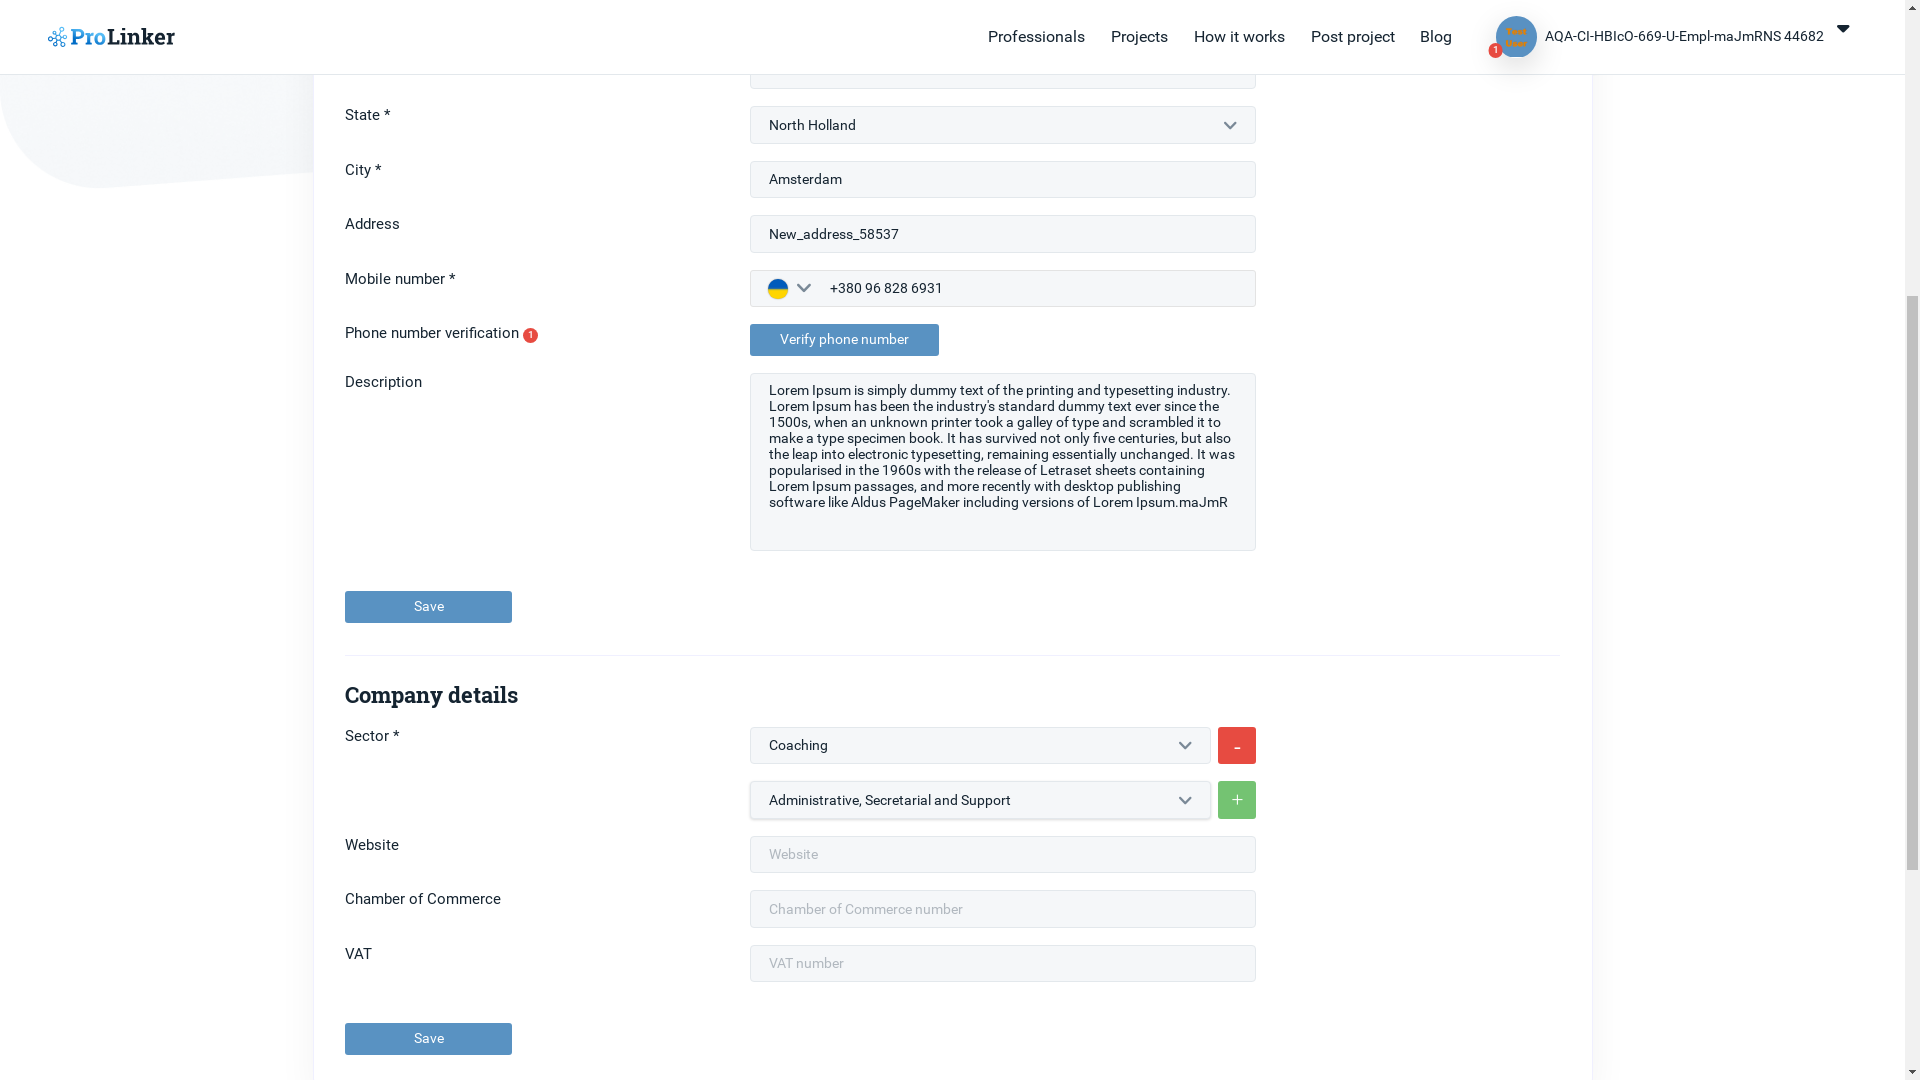 ProLinker
Professionals
Projects
How it works
Post project
Blog
Test
User
1
AQA-CI-HBIcO-669-U-Empl-maJmRNS 44682
State *
North Holland
City *
Amsterdam
Address
New_address_58537
Mobile number *
+380 96 828 6931
Phone number verification 1
Verify phone number
Description
Lorem Ipsum is simply dummy text of the printing and typesetting industry.
Lorem Ipsum has been the industry's standard dummy text ever since the
1500s, when an unknown printer took a galley of type and scrambled it to
make a type specimen book. It has survived not only five centuries, but also
the leap into electronic typesetting, remaining essentially unchanged. It was
popularised in the 1960s with the release of Letraset sheets containing
Lorem Ipsum passages, and more recently with desktop publishing
software like Aldus PageMaker including versions of Lorem Ipsum.maJmR
Save
Company details
Sector *
Coaching
-
Administrative, Secretarial and Support
+
Website
Website
Chamber of Commerce
Chamber of Commerce number
VAT
VAT number
Save